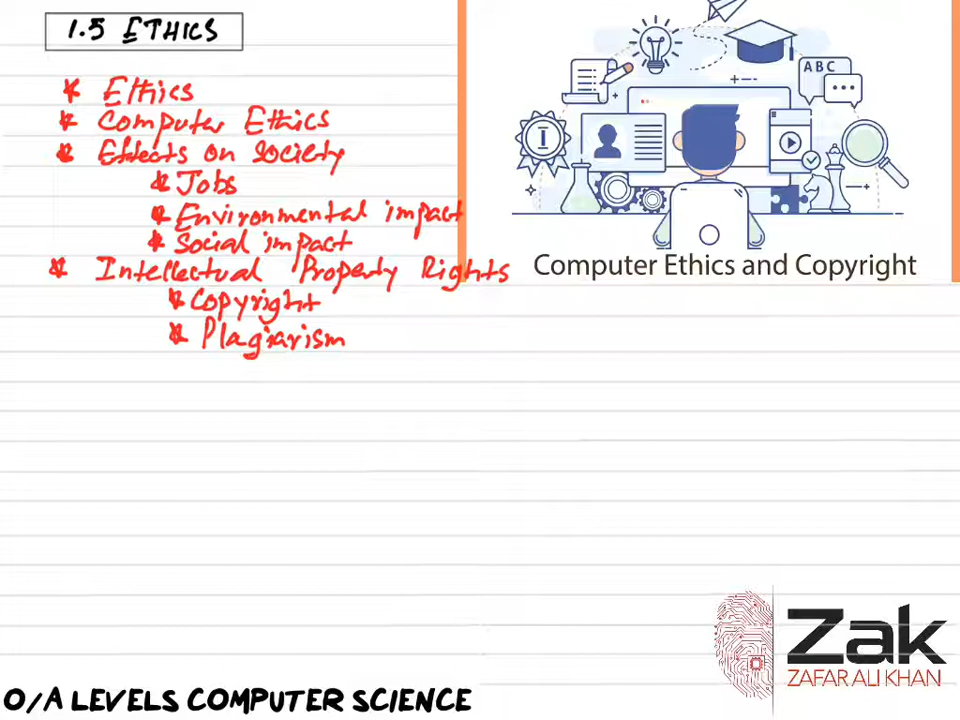 1.5 ETHICS
* Ethics
* Computer Ethics
* Effects on Society
* Jobs
* Environmental impact
* Social impact
* Intellectual Property Rights
* Copyright
* Plagiarism
ABC
I
Computer Ethics and Copyright
Zak
ZAFAR ALI KHAN
O/A LEVELS COMPUTER SCIENCE